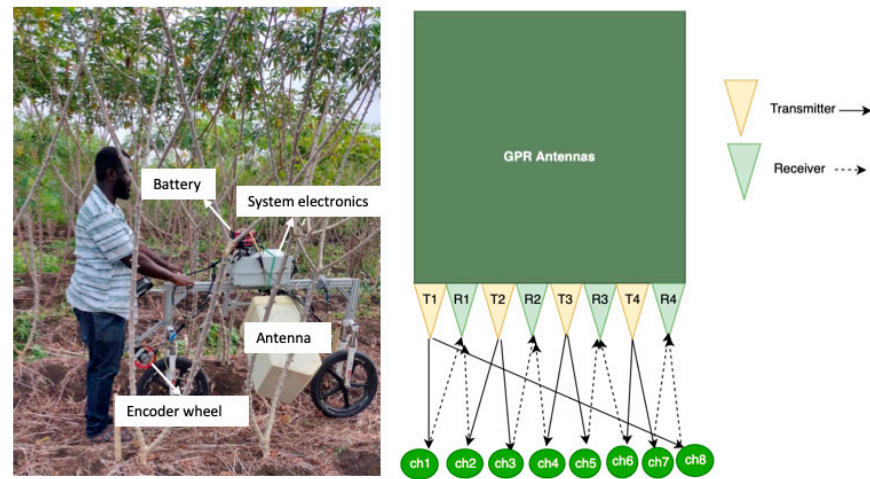 Battery
System electronics
Antenna
Encoder wheel
GPR Antennas
Transmitter
Receiver
T1 R1 T2 R2 T3 R3 T4 R4
ch1 ch2 ch3 ch4 ch5 ch6 ch7 ch8